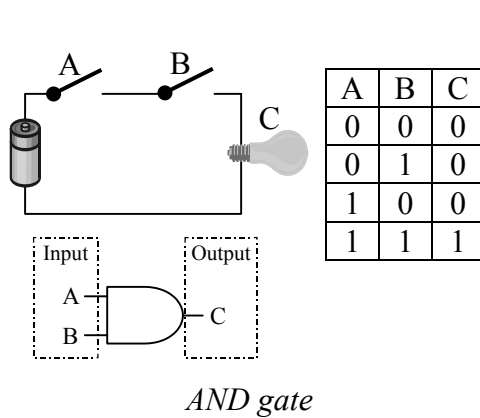 A
B
C
A B C
0 0 0
0 1 0
1 0 0
1 1 1
Input
Output
A
B
C
AND gate